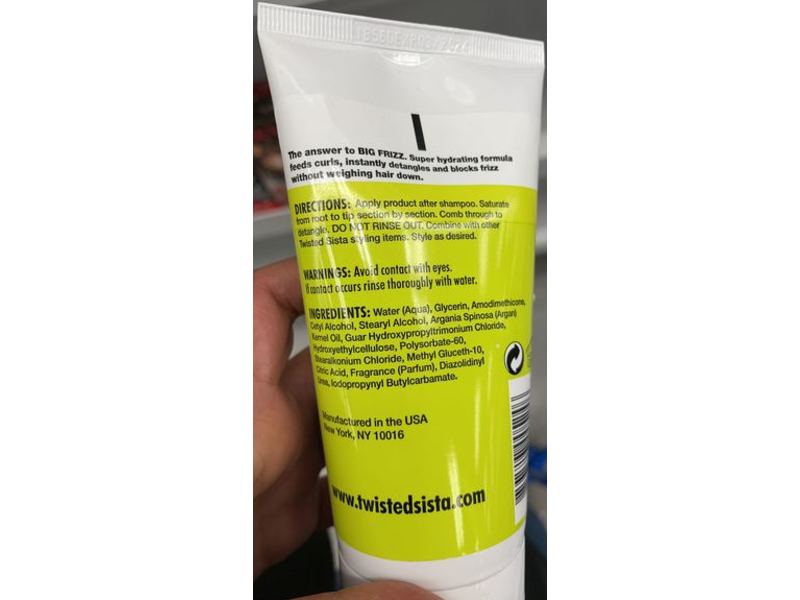 1856DEXP03/2024
The answer to BIG FRIZZ. Super hydrating formula
feeds curls, instantly detangles and blocks frizz
without weighing hair down.
DIRECTIONS: Apply product after shampoo. Saturate
from root to tip section by section. Comb through to
detangle. DO NOT RINSE OUT. Combine with other
Twisted Sista styling items. Style as desired.
WARNINGS: Avoid contact with eyes.
If contact occurs rinse thoroughly with water.
INGREDIENTS: Water (Aqua), Glycerin, Amodimethicone,
Cetyl Alcohol, Stearyl Alcohol, Argania Spinosa (Argan)
Kernel Oil, Guar Hydroxypropyltrimonium Chloride,
Hydroxyethylcellulose, Polysorbate-60,
Stearalkonium Chloride, Methyl Gluceth-10,
Citric Acid, Fragrance (Parfum), Diazolidinyl
Urea, Iodopropynyl Butylcarbamate.
Manufactured in the USA
New York, NY 10016
www.twistedsista.com